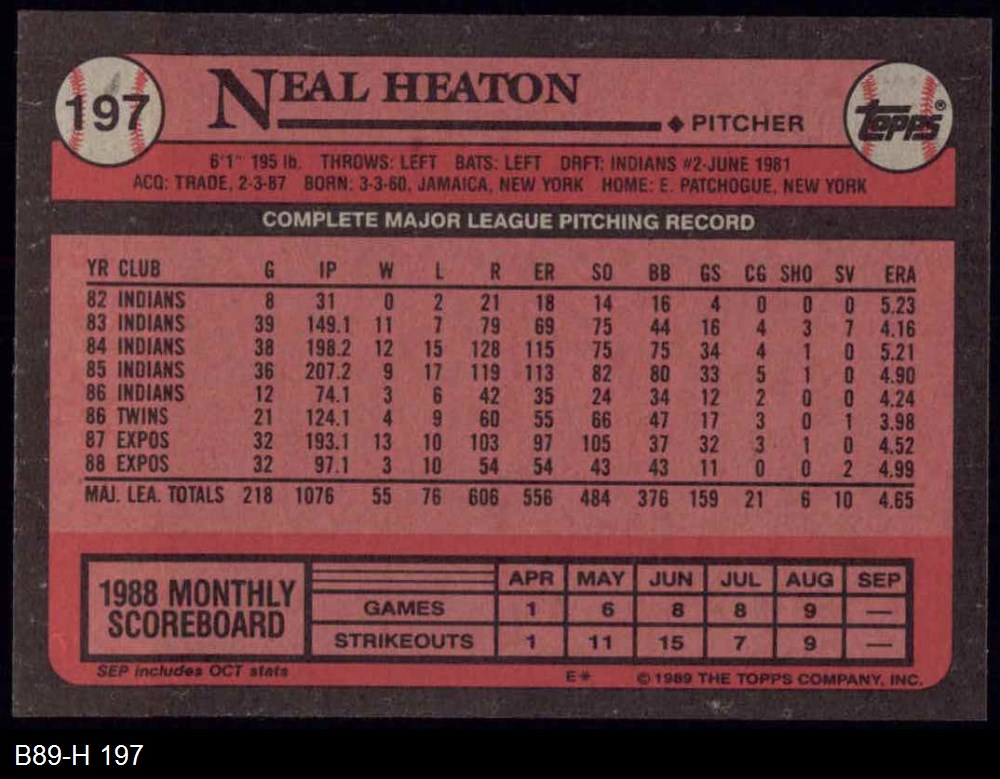 197
NEAL HEATON
◆ PITCHER
TOPPS®
6'1" 195 lb. THROWS: LEFT BATS: LEFT DRFT: INDIANS #2-JUNE 1981
ACQ: TRADE, 2-3-87 BORN: 3-3-60, JAMAICA, NEW YORK HOME: E. PATCHOGUE, NEW YORK
COMPLETE MAJOR LEAGUE PITCHING RECORD
YR CLUB G IP W L R ER SO BB GS CG SHO SV ERA
82 INDIANS 8 31 0 2 21 18 14 16 4 0 0 0 5.23
83 INDIANS 39 149.1 11 7 79 69 75 44 16 4 3 7 4.16
84 INDIANS 38 198.2 12 15 128 115 75 75 34 4 1 0 5.21
85 INDIANS 36 207.2 9 17 119 113 82 80 33 5 1 0 4.90
86 INDIANS 12 74.1 3 6 42 35 24 34 12 2 0 0 4.24
86 TWINS 21 124.1 4 9 60 55 66 47 17 3 0 1 3.98
87 EXPOS 32 193.1 13 10 103 97 105 37 32 3 1 0 4.52
88 EXPOS 32 97.1 3 10 54 54 43 43 11 0 0 2 4.99
MAJ. LEA. TOTALS 218 1076 55 76 606 556 484 376 159 21 6 10 4.65
1988 MONTHLY
SCOREBOARD
APR MAY JUN JUL AUG SEP
GAMES 1 6 8 8 9 —
STRIKEOUTS 1 11 15 7 9 —
SEP includes OCT stats
E*
© 1989 THE TOPPS COMPANY, INC.
B89-H 197